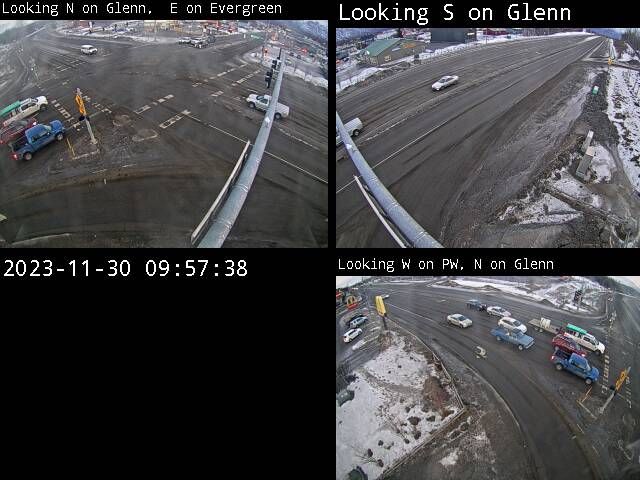 Looking N on Glenn,  E on Evergreen
Looking S on Glenn
2023-11-30 09:57:38
Looking W on PW, N on Glenn